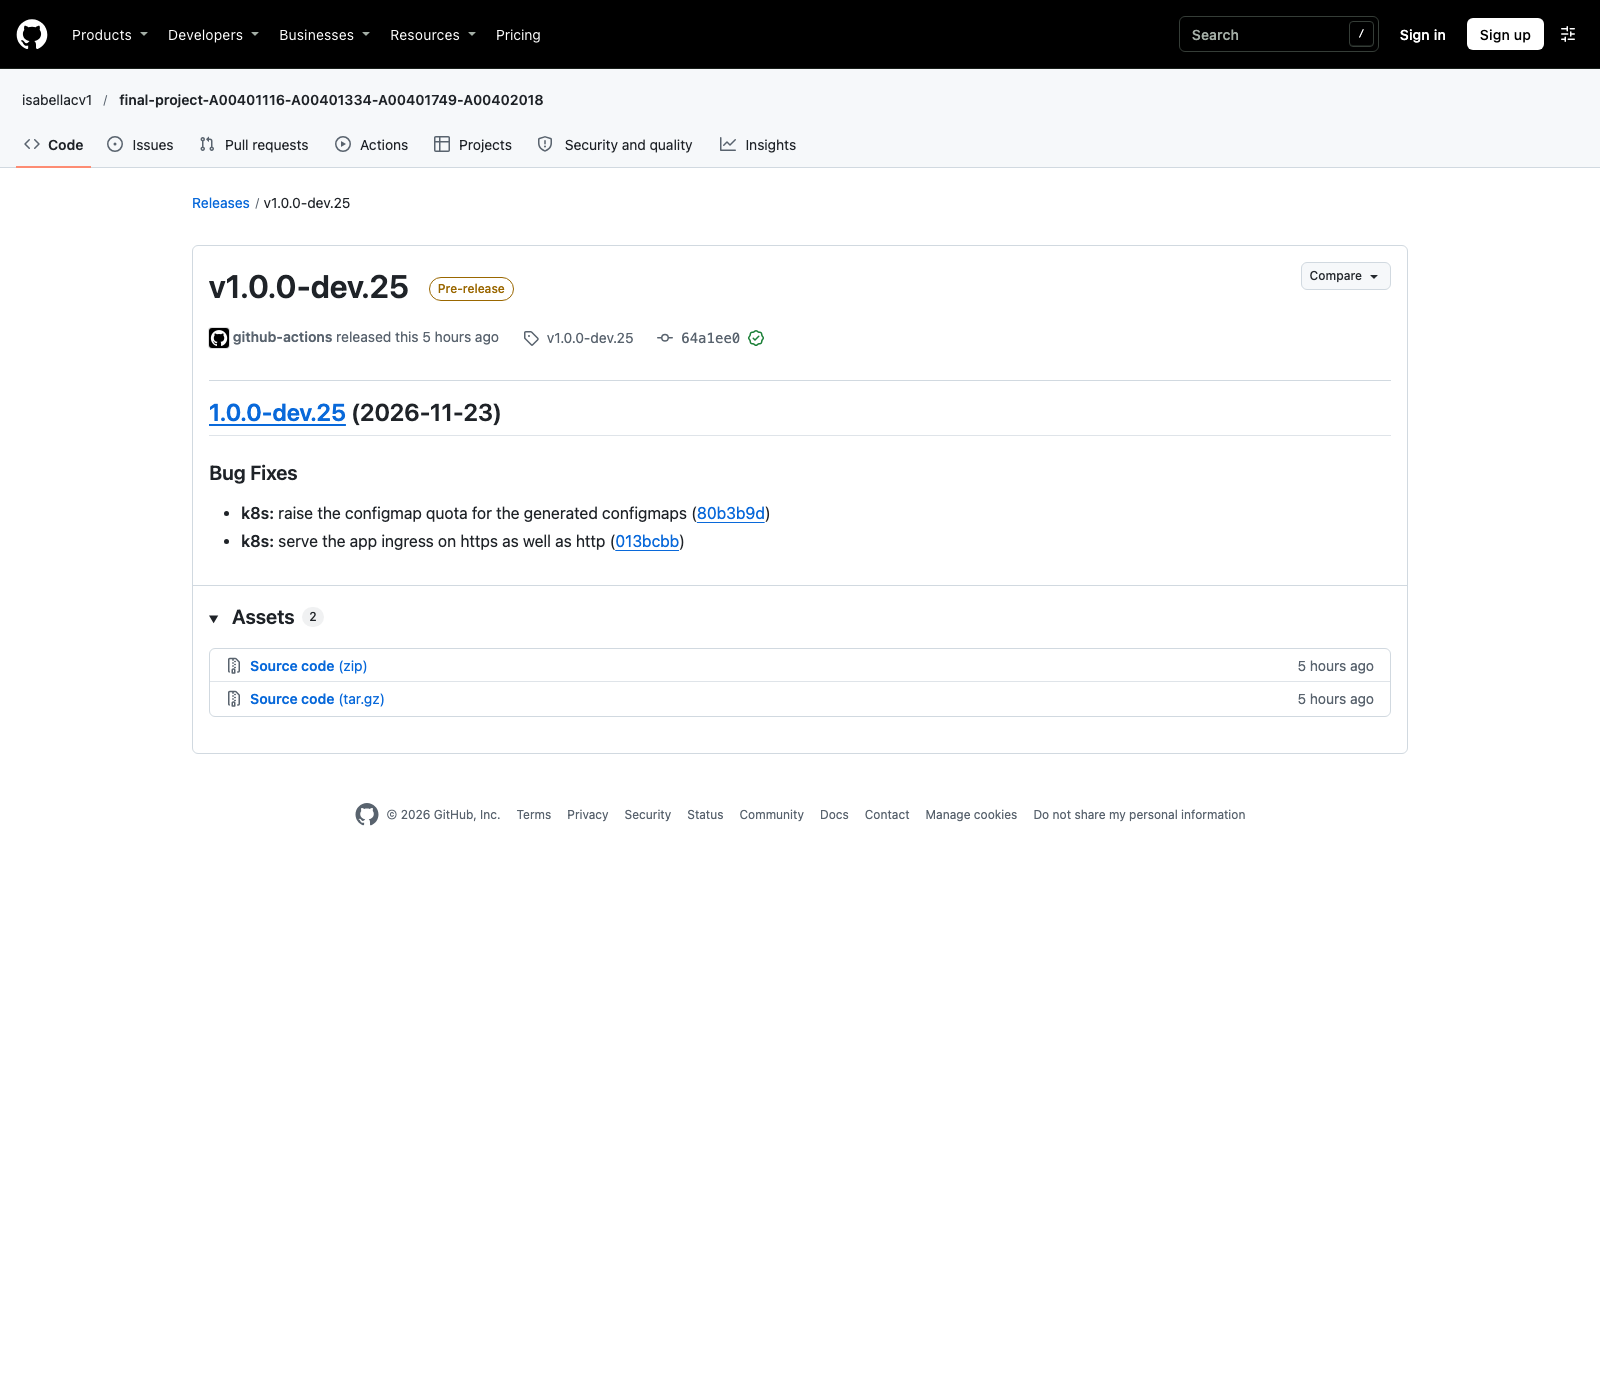 Products Developers Businesses Resources Pricing Search / Sign in Sign up
isabellacv1 / final-project-A00401116-A00401334-A00401749-A00402018
Code Issues Pull requests Actions Projects Security and quality Insights
Releases / v1.0.0-dev.25
v1.0.0-dev.25 Pre-release Compare
github-actions released this 5 hours ago v1.0.0-dev.25 64a1ee0
1.0.0-dev.25 (2026-11-23)
Bug Fixes
• k8s: raise the configmap quota for the generated configmaps (80b3b9d)
• k8s: serve the app ingress on https as well as http (013bcbb)
Assets 2
Source code (zip) 5 hours ago
Source code (tar.gz) 5 hours ago
© 2026 GitHub, Inc. Terms Privacy Security Status Community Docs Contact Manage cookies Do not share my personal information